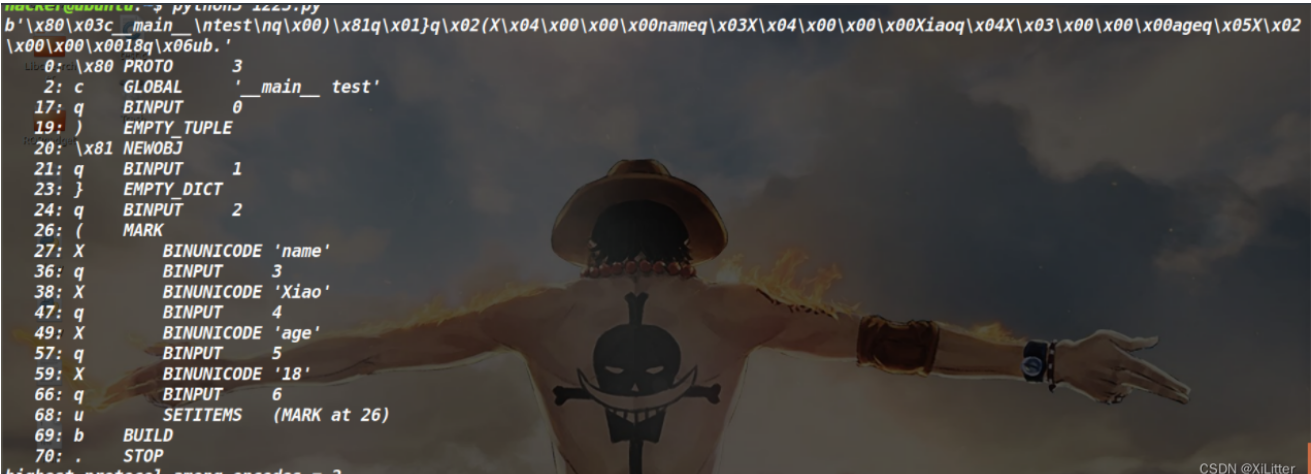 hacker@ubuntu:~$ python3 1225.py
b'\x80\x03c__main__\ntest\nq\x00)\x81q\x01}q\x02(X\x04\x00\x00\x00nameq\x03X\x04\x00\x00\x00Xiaoq\x04X\x03\x00\x00\x00ageq\x05X\x02
\x00\x00\x0018q\x06ub.'
0: \x80 PROTO 3
2: c GLOBAL '__main__ test'
17: q BINPUT 0
19: ) EMPTY_TUPLE
20: \x81 NEWOBJ
21: q BINPUT 1
23: } EMPTY_DICT
24: q BINPUT 2
26: ( MARK
27: X BINUNICODE 'name'
36: q BINPUT 3
38: X BINUNICODE 'Xiao'
47: q BINPUT 4
49: X BINUNICODE 'age'
57: q BINPUT 5
59: X BINUNICODE '18'
66: q BINPUT 6
68: u SETITEMS (MARK at 26)
69: b BUILD
70: . STOP
highest protocol among opcodes = 2
CSDN @XiLitter